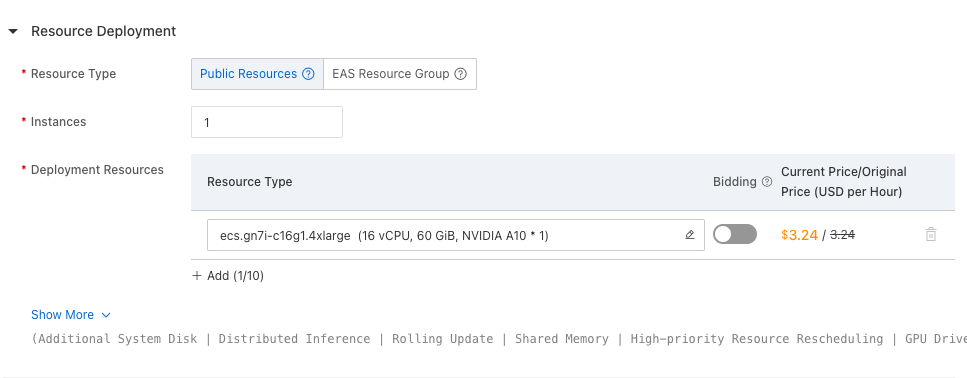 Resource Deployment
* Resource Type
Public Resources
EAS Resource Group
* Instances
1
* Deployment Resources
Resource Type
Bidding
Current Price/Original
Price (USD per Hour)
ecs.gn7i-c16g1.4xlarge (16 vCPU, 60 GiB, NVIDIA A10 * 1)
$3.24 / 3.24
+ Add (1/10)
Show More
(Additional System Disk | Distributed Inference | Rolling Update | Shared Memory | High-priority Resource Rescheduling | GPU Drive